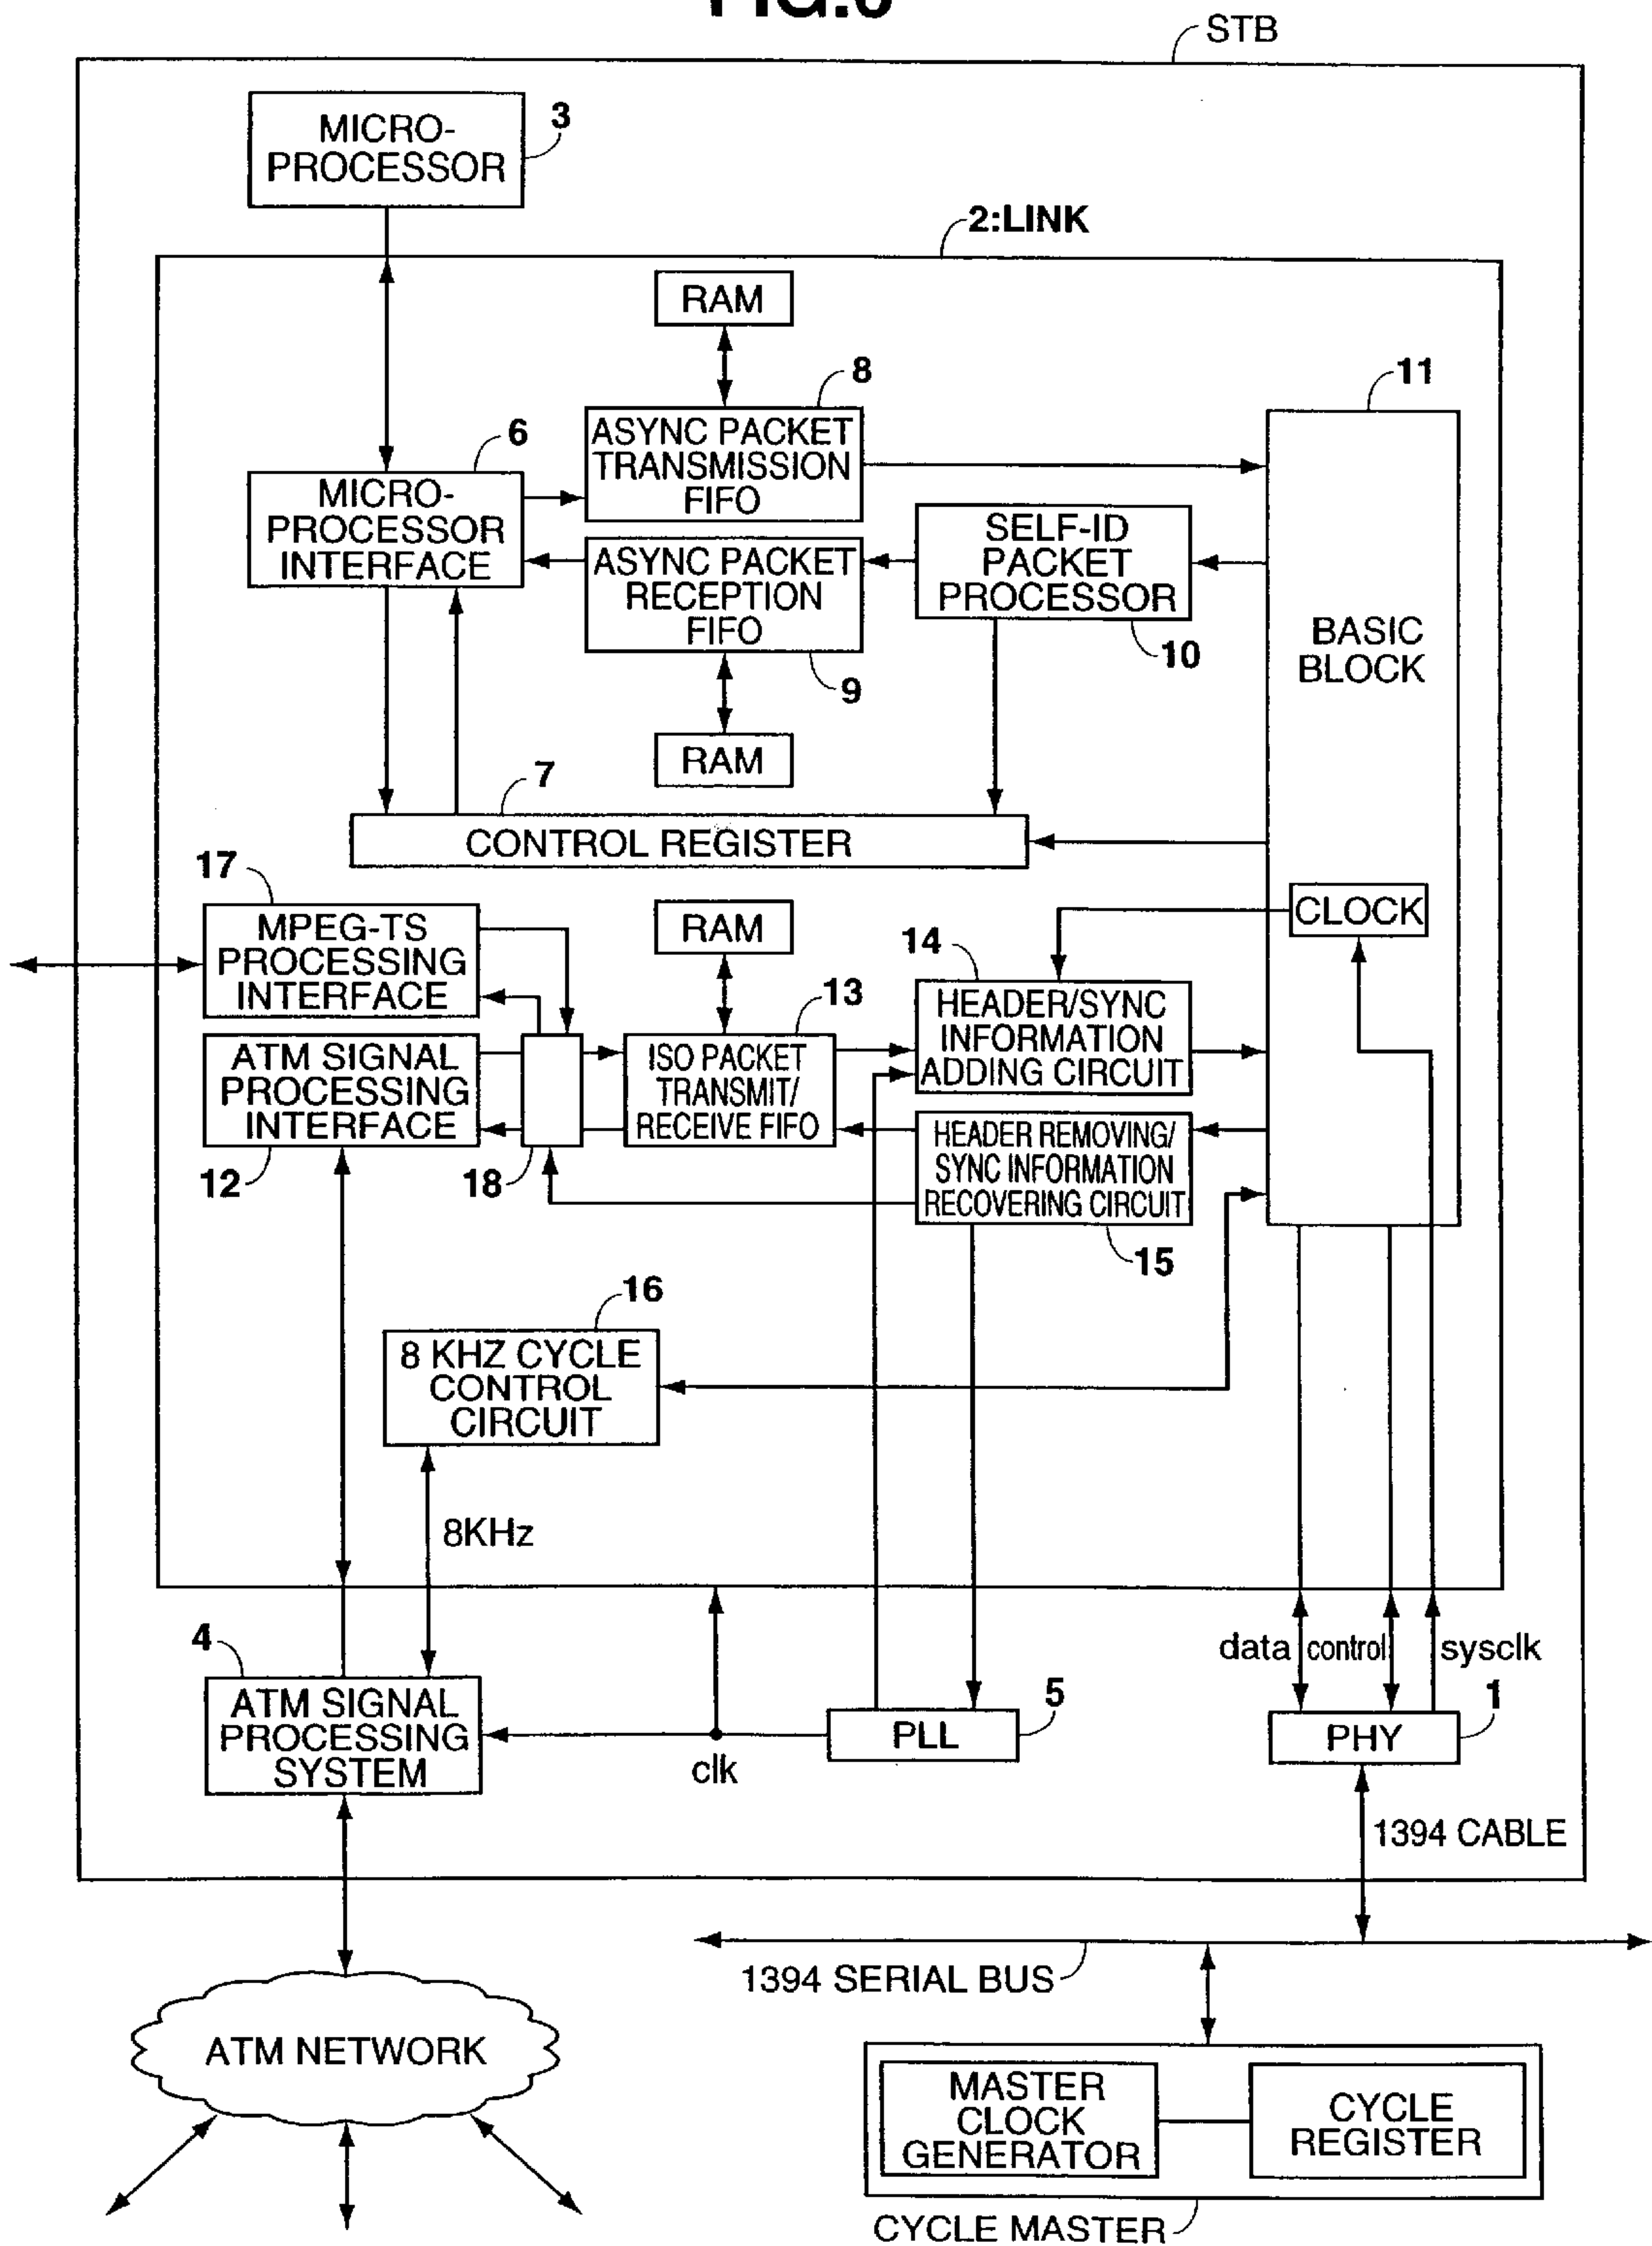 STB
MICRO-
PROCESSOR
3
2:LINK
RAM
8
11
6
ASYNC PACKET
TRANSMISSION
FIFO
MICRO-
PROCESSOR
INTERFACE
SELF-ID
PACKET
PROCESSOR
ASYNC PACKET
RECEPTION
FIFO
BASIC
BLOCK
10
9
RAM
7
CONTROL REGISTER
17
CLOCK
MPEG-TS
PROCESSING
INTERFACE
RAM
14
13
HEADER/SYNC
INFORMATION
ADDING CIRCUIT
ATM SIGNAL
PROCESSING
INTERFACE
ISO PACKET
TRANSMIT/
RECEIVE FIFO
HEADER REMOVING/
SYNC INFORMATION
RECOVERING CIRCUIT
12
18
15
16
8 KHZ CYCLE
CONTROL
CIRCUIT
8KHz
4
data
control
sysclk
ATM SIGNAL
PROCESSING
SYSTEM
5
1
PLL
PHY
clk
1394 CABLE
1394 SERIAL BUS
ATM NETWORK
MASTER
CLOCK
GENERATOR
CYCLE
REGISTER
CYCLE MASTER